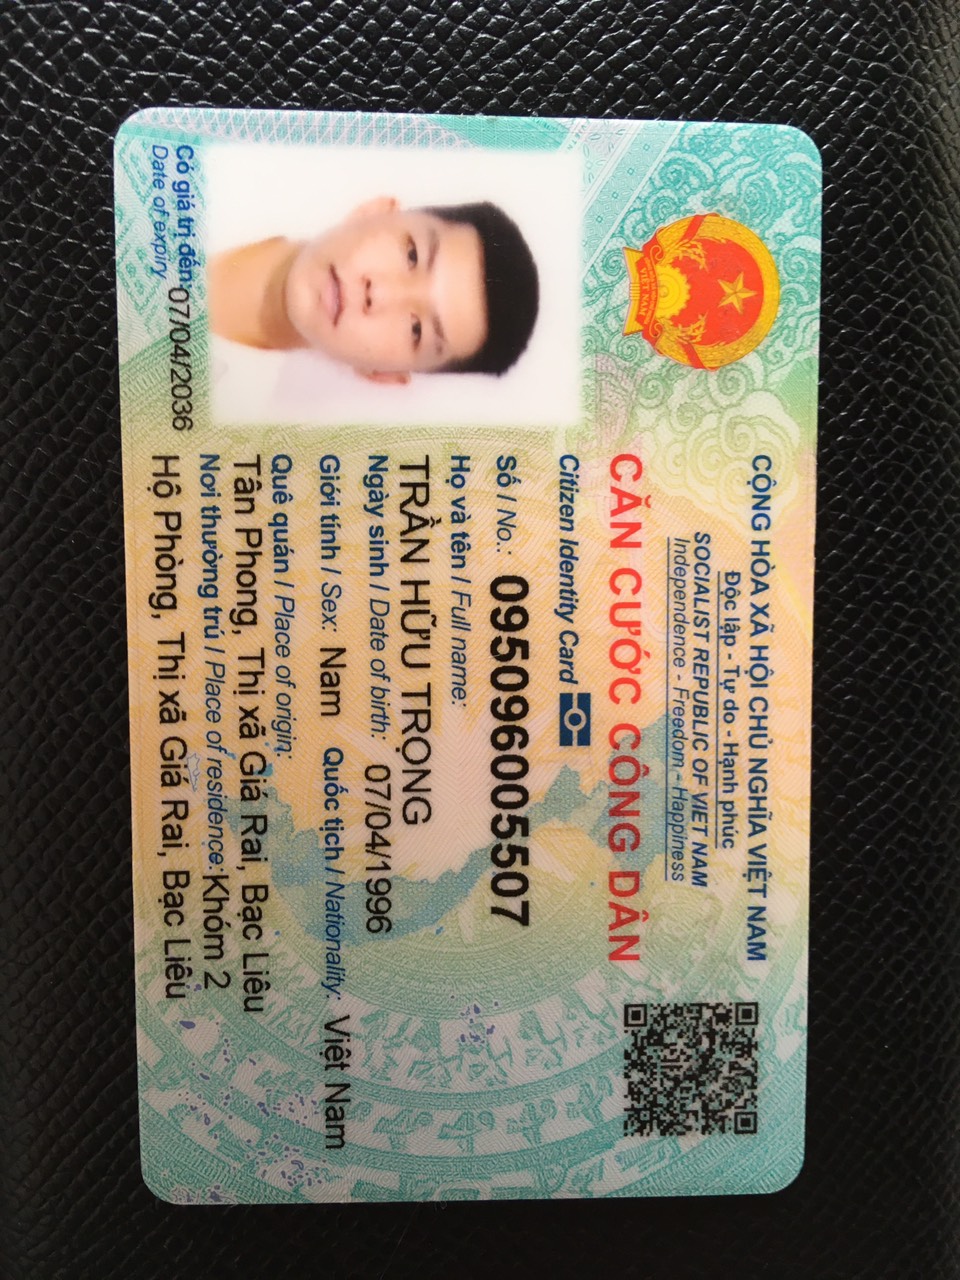 CỘNG HÒA XÃ HỘI CHỦ NGHĨA VIỆT NAM
Độc lập - Tự do - Hạnh phúc
SOCIALIST REPUBLIC OF VIET NAM
Independence - Freedom - Happiness
CĂN CƯỚC CÔNG DÂN
Citizen Identity Card
Số / No.: 095096005507
Họ và tên / Full name:
TRẦN HỮU TRỌNG
Ngày sinh / Date of birth: 07/04/1996
Giới tính / Sex: Nam Quốc tịch / Nationality: Việt Nam
Quê quán / Place of origin:
Tân Phong, Thị xã Giá Rai, Bạc Liêu
Nơi thường trú / Place of residence: Khóm 2
Hộ Phòng, Thị xã Giá Rai, Bạc Liêu
Có giá trị đến: 07/04/2036
Date of expiry
VIỆT NAM